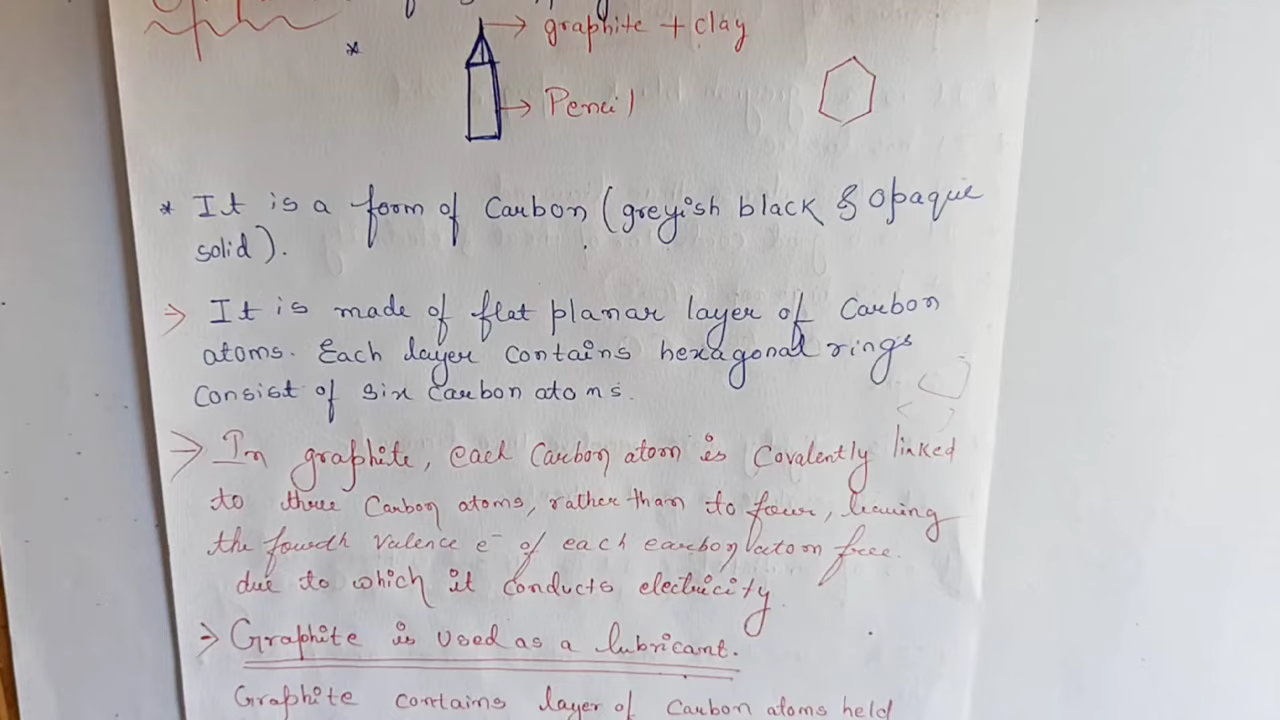 * graphite + clay
Pencil
* It is a form of Carbon (greyish black & Opaque
solid).
It is made of flat planar layer of Carbon
atoms. Each layer contains hexagonal rings
consist of six Carbon atoms.
In graphite, each Carbon atom is Covalently linked
to three Carbon atoms, rather than to four, leaving
the fourth valence e⁻ of each carbon atom free.
due to which it conducts electricity.
Graphite is used as a lubricant.
Graphite contains layer of Carbon atoms held